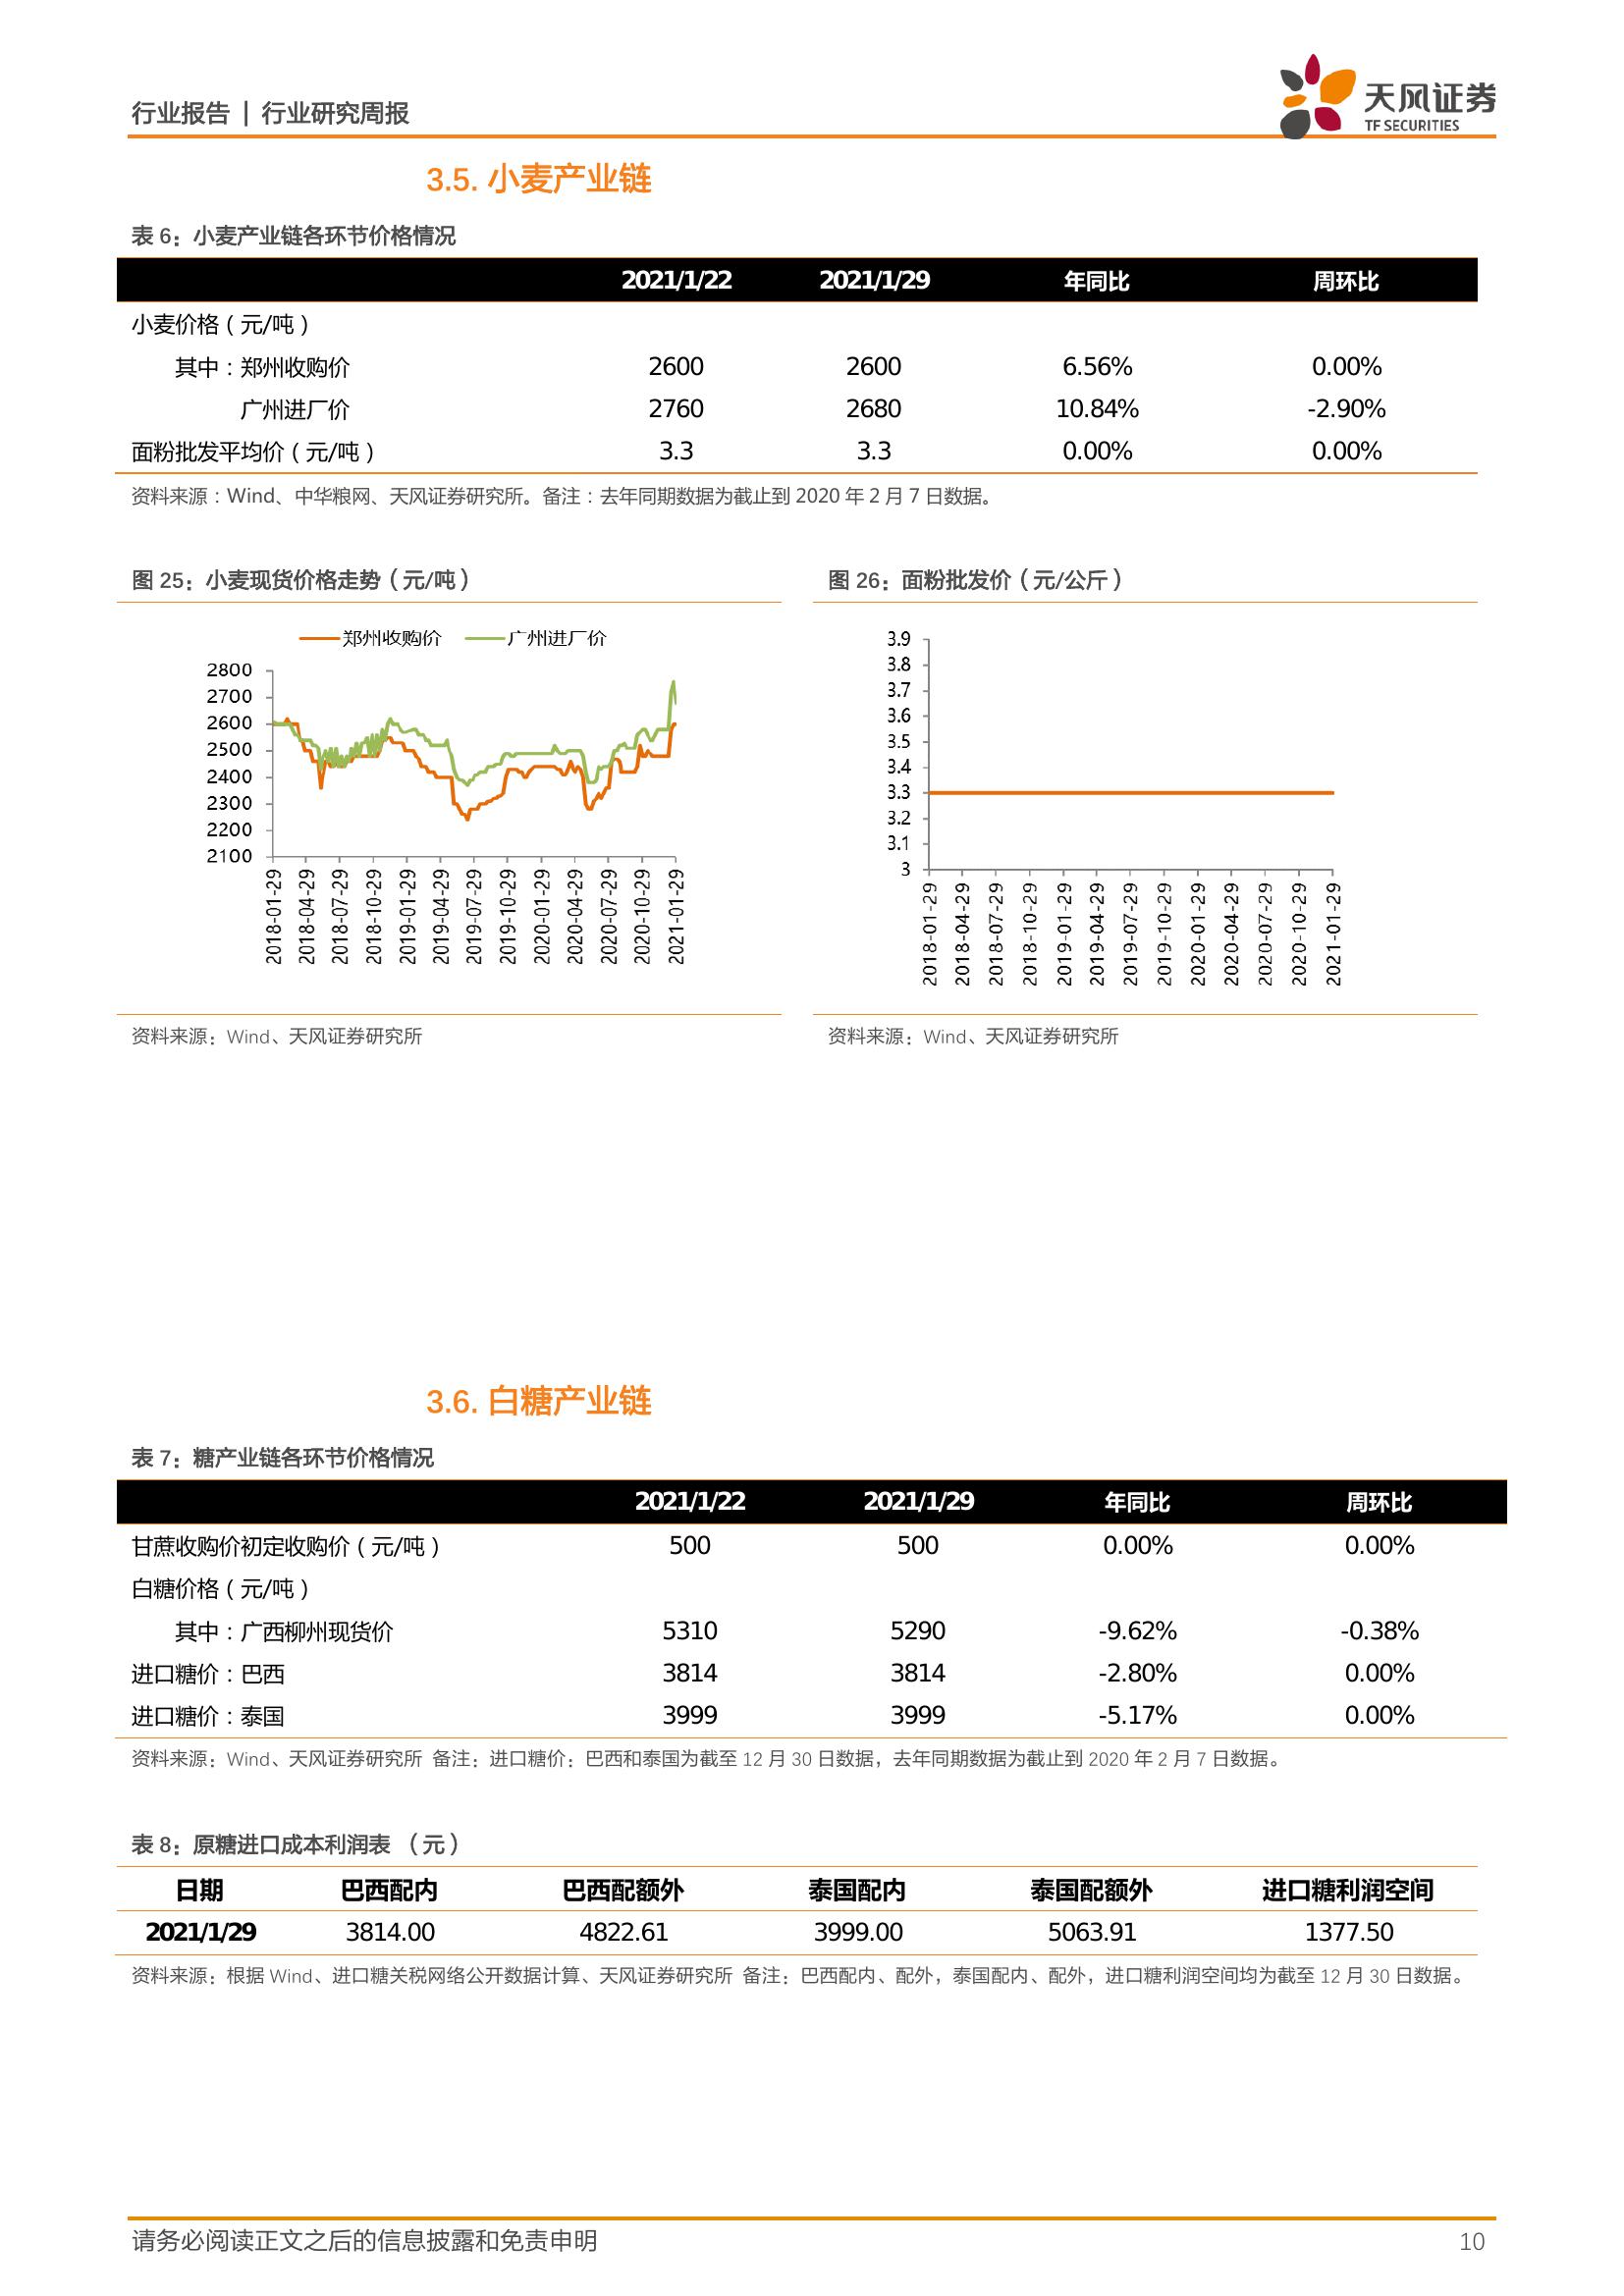 行业报告 | 行业研究周报
天风证券
TF SECURITIES
3.5. 小麦产业链
表 6：小麦产业链各环节价格情况
2021/1/22 2021/1/29 年同比 周环比
小麦价格（元/吨）
其中：郑州收购价 2600 2600 6.56% 0.00%
广州进厂价 2760 2680 10.84% -2.90%
面粉批发平均价（元/吨） 3.3 3.3 0.00% 0.00%
资料来源：Wind、中华粮网、天风证券研究所。备注：去年同期数据为截止到 2020 年 2 月 7 日数据。
图 25：小麦现货价格走势（元/吨）
郑州收购价 广州进厂价
2800
2700
2600
2500
2400
2300
2200
2100
2018-01-29
2018-04-29
2018-07-29
2018-10-29
2019-01-29
2019-04-29
2019-07-29
2019-10-29
2020-01-29
2020-04-29
2020-07-29
2020-10-29
2021-01-29
资料来源：Wind、天风证券研究所
图 26：面粉批发价（元/公斤）
3.9
3.8
3.7
3.6
3.5
3.4
3.3
3.2
3.1
3
2018-01-29
2018-04-29
2018-07-29
2018-10-29
2019-01-29
2019-04-29
2019-07-29
2019-10-29
2020-01-29
2020-04-29
2020-07-29
2020-10-29
2021-01-29
资料来源：Wind、天风证券研究所
3.6. 白糖产业链
表 7：糖产业链各环节价格情况
2021/1/22 2021/1/29 年同比 周环比
甘蔗收购价初定收购价（元/吨） 500 500 0.00% 0.00%
白糖价格（元/吨）
其中：广西柳州现货价 5310 5290 -9.62% -0.38%
进口糖价：巴西 3814 3814 -2.80% 0.00%
进口糖价：泰国 3999 3999 -5.17% 0.00%
资料来源：Wind、天风证券研究所 备注：进口糖价：巴西和泰国为截至 12 月 30 日数据，去年同期数据为截止到 2020 年 2 月 7 日数据。
表 8：原糖进口成本利润表 （元）
日期 巴西配内 巴西配额外 泰国配内 泰国配额外 进口糖利润空间
2021/1/29 3814.00 4822.61 3999.00 5063.91 1377.50
资料来源：根据 Wind、进口糖关税网络公开数据计算、天风证券研究所 备注：巴西配内、配外，泰国配内、配外，进口糖利润空间均为截至 12 月 30 日数据。
请务必阅读正文之后的信息披露和免责申明 10